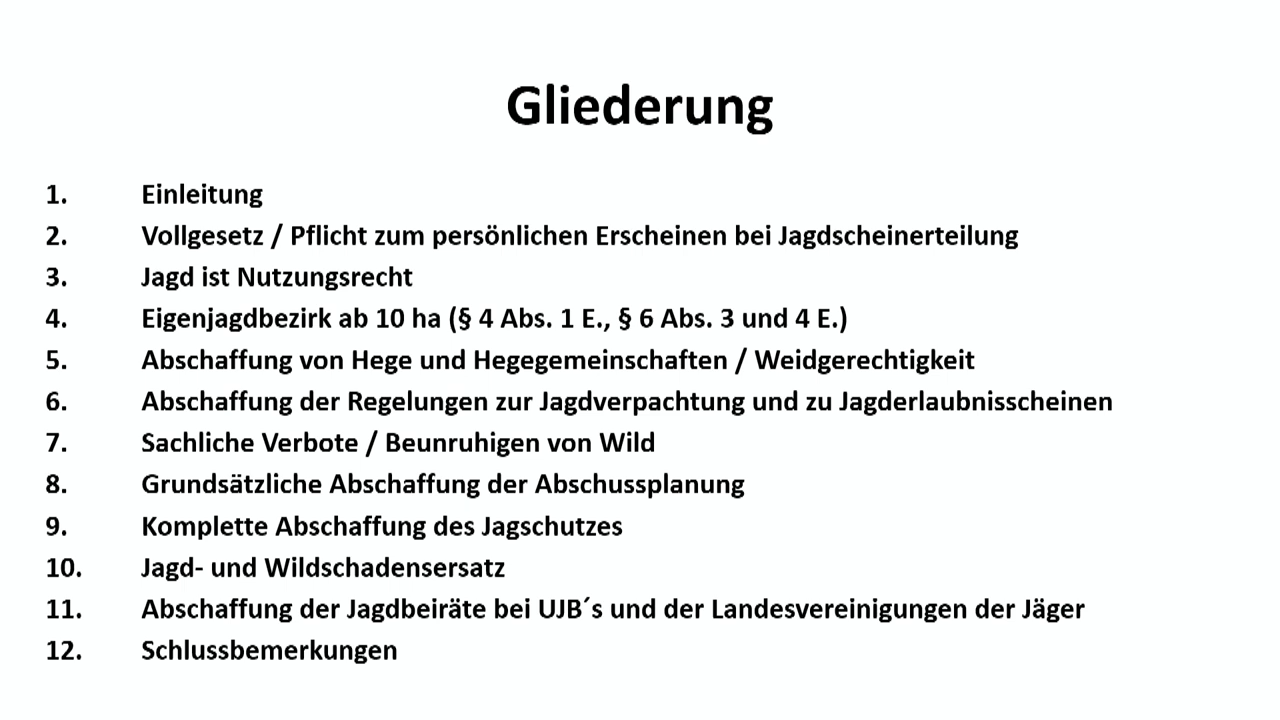 Gliederung
1. Einleitung
2. Vollgesetz / Pflicht zum persönlichen Erscheinen bei Jagdscheinerteilung
3. Jagd ist Nutzungsrecht
4. Eigenjagdbezirk ab 10 ha (§ 4 Abs. 1 E., § 6 Abs. 3 und 4 E.)
5. Abschaffung von Hege und Hegegemeinschaften / Weidgerechtigkeit
6. Abschaffung der Regelungen zur Jagdverpachtung und zu Jagderlaubnisscheinen
7. Sachliche Verbote / Beunruhigen von Wild
8. Grundsätzliche Abschaffung der Abschussplanung
9. Komplette Abschaffung des Jagschutzes
10. Jagd- und Wildschadensersatz
11. Abschaffung der Jagdbeiräte bei UJB´s und der Landesvereinigungen der Jäger
12. Schlussbemerkungen